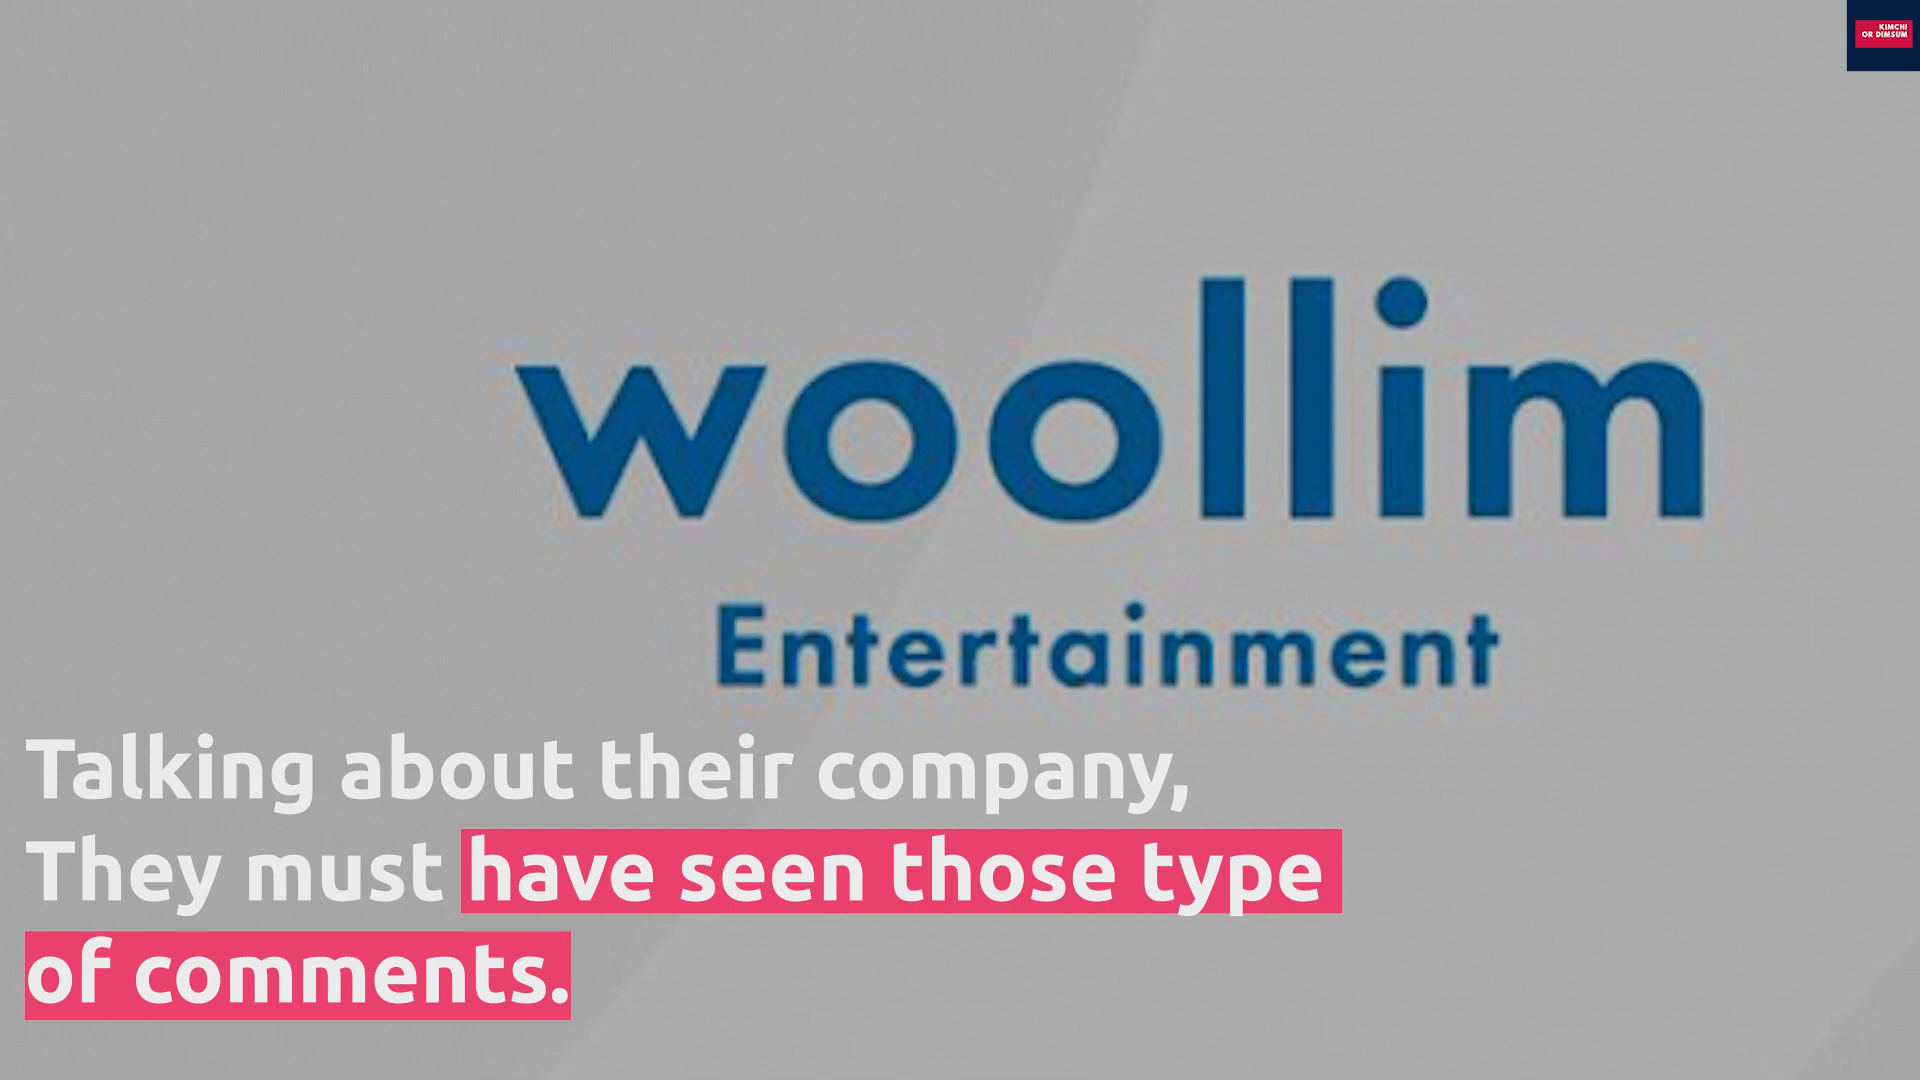 KIMCHI
OR DIMSUM
woollim
Entertainment
Talking about their company,
They must have seen those type
of comments.